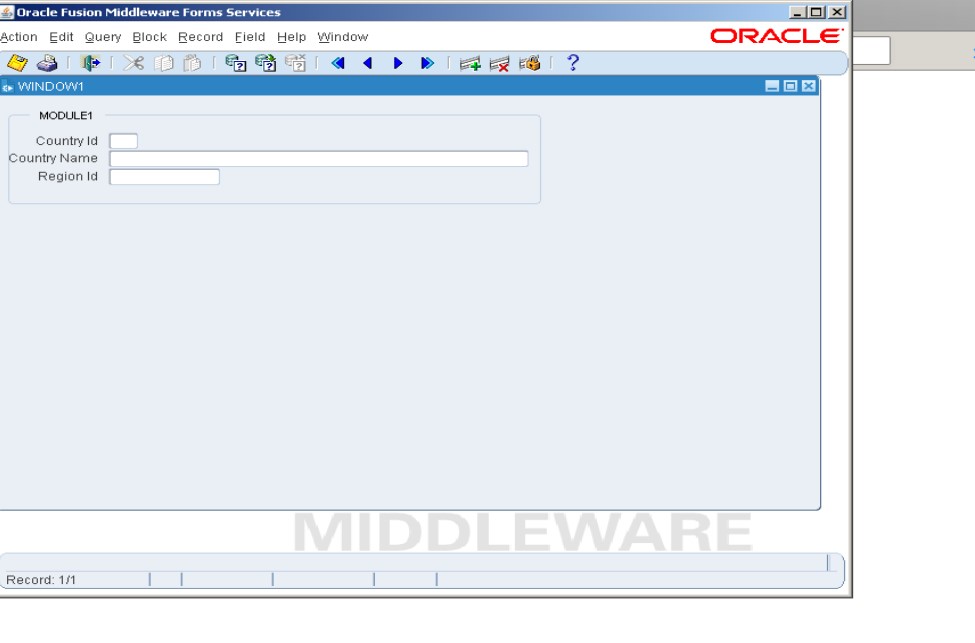 Oracle Fusion Middleware Forms Services
Action Edit Query Block Record Field Help Window
ORACLE
WINDOW1
MODULE1
Country Id
Country Name
Region Id
MIDDLEWARE
Record: 1/1